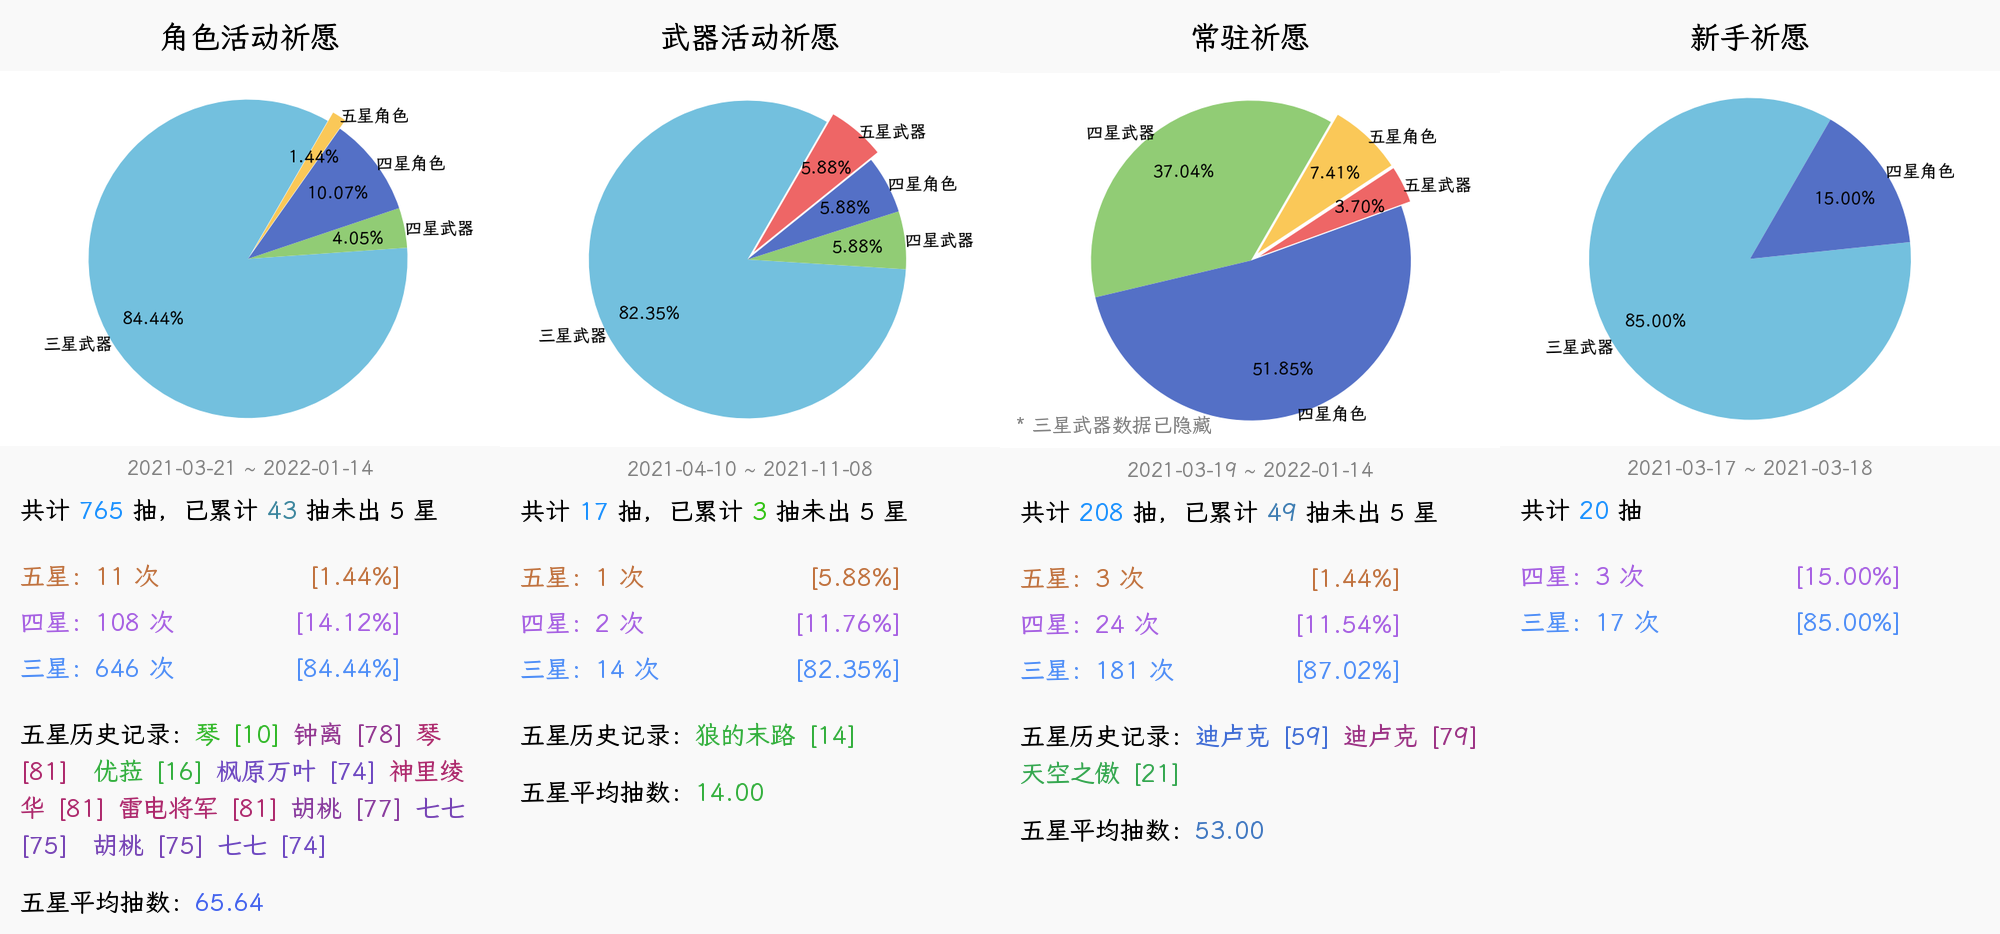 角色活动祈愿
五星角色
1.44%
四星角色
10.07%
四星武器
4.05%
84.44%
三星武器
2021-03-21 ~ 2022-01-14
共计 765 抽，已累计 43 抽未出 5 星
五星：11 次 [1.44%]
四星：108 次 [14.12%]
三星：646 次 [84.44%]
五星历史记录：琴 [10] 钟离 [78] 琴
[81] 优菈 [16] 枫原万叶 [74] 神里绫
华 [81] 雷电将军 [81] 胡桃 [77] 七七
[75] 胡桃 [75] 七七 [74]
五星平均抽数：65.64
武器活动祈愿
五星武器
5.88%
四星角色
5.88%
四星武器
5.88%
82.35%
三星武器
2021-04-10 ~ 2021-11-08
共计 17 抽，已累计 3 抽未出 5 星
五星：1 次 [5.88%]
四星：2 次 [11.76%]
三星：14 次 [82.35%]
五星历史记录：狼的末路 [14]
五星平均抽数：14.00
常驻祈愿
四星武器
37.04%
五星角色
7.41%
五星武器
3.70%
51.85%
四星角色
* 三星武器数据已隐藏
2021-03-19 ~ 2022-01-14
共计 208 抽，已累计 49 抽未出 5 星
五星：3 次 [1.44%]
四星：24 次 [11.54%]
三星：181 次 [87.02%]
五星历史记录：迪卢克 [59] 迪卢克 [79]
天空之傲 [21]
五星平均抽数：53.00
新手祈愿
四星角色
15.00%
85.00%
三星武器
2021-03-17 ~ 2021-03-18
共计 20 抽
四星：3 次 [15.00%]
三星：17 次 [85.00%]